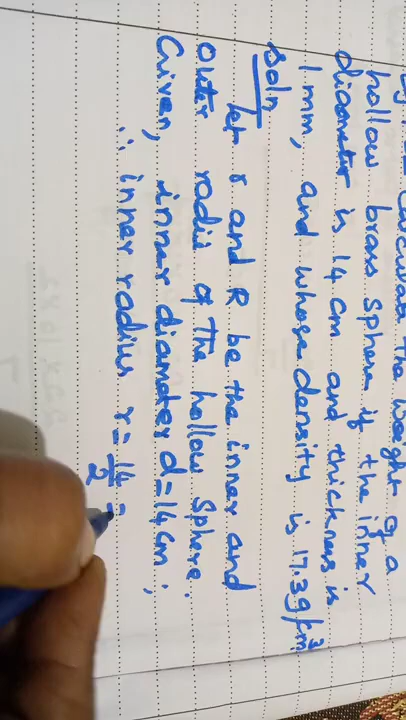 Calculate the weight of a
hollow brass sphere if the inner
diameter is 14 cm and thickness is
1 mm, and whose density is 17.3 g/cm³
Soln
let r and R be the inner and
Outer radii of the hollow Sphere.
Given, inner diameter d = 14 cm;
∴ inner radius r = 14/2 =